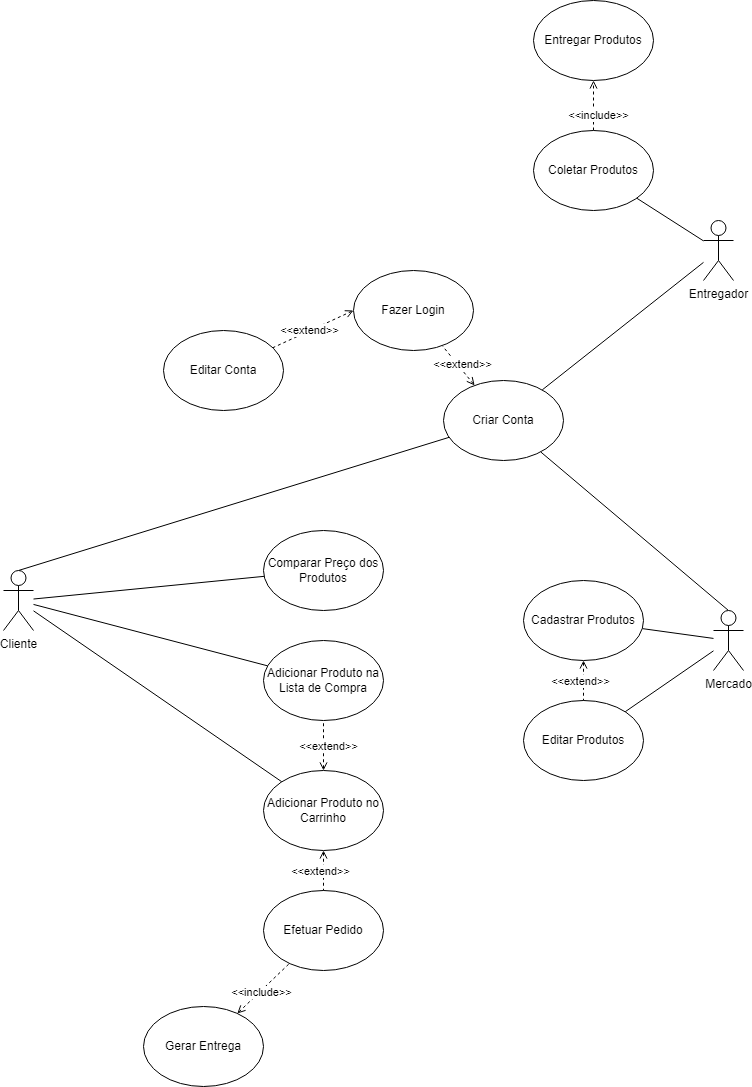 Entregar Produtos
<<include>>
Coletar Produtos
Entregador
Fazer Login
<<extend>>
Editar Conta
<<extend>>
Criar Conta
Comparar Preço dos
Produtos
Cliente
Cadastrar Produtos
Adicionar Produto na
Lista de Compra
<<extend>>
Mercado
Editar Produtos
<<extend>>
Adicionar Produto no
Carrinho
<<extend>>
Efetuar Pedido
<<include>>
Gerar Entrega